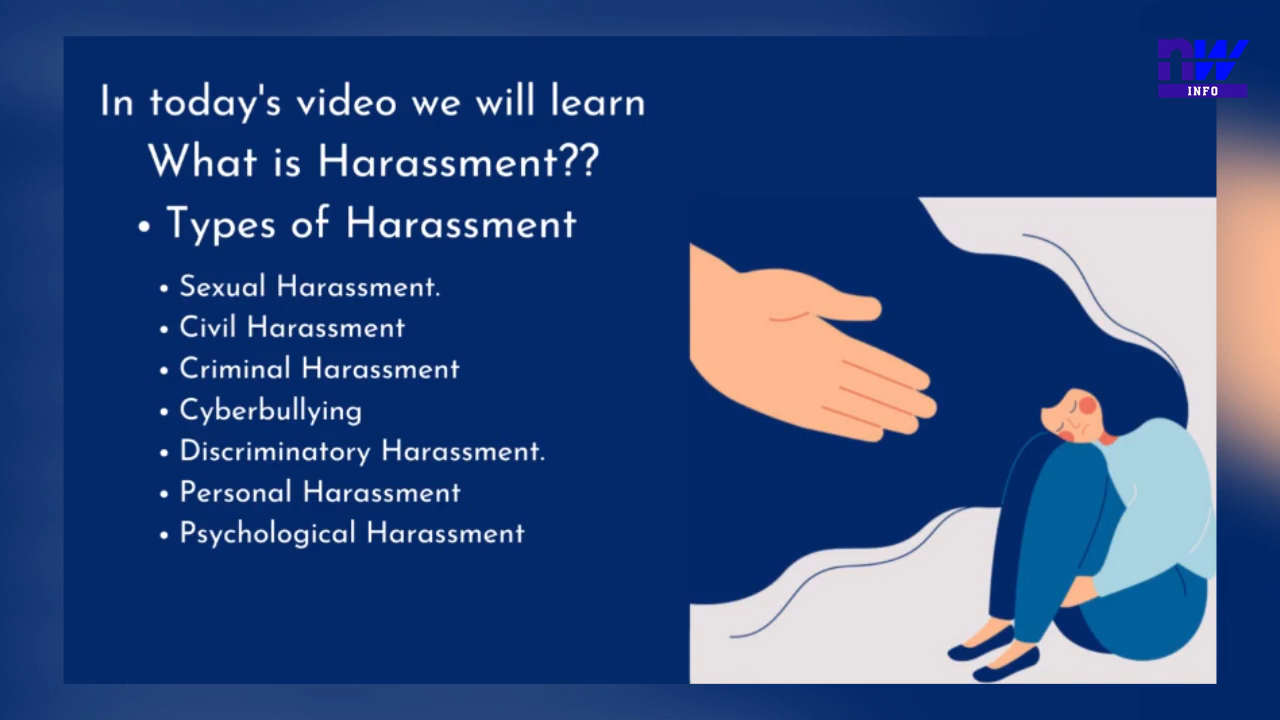 In today's video we will learn
What is Harassment??
• Types of Harassment
• Sexual Harassment.
• Civil Harassment
• Criminal Harassment
• Cyberbullying
• Discriminatory Harassment.
• Personal Harassment
• Psychological Harassment
nw
INFO